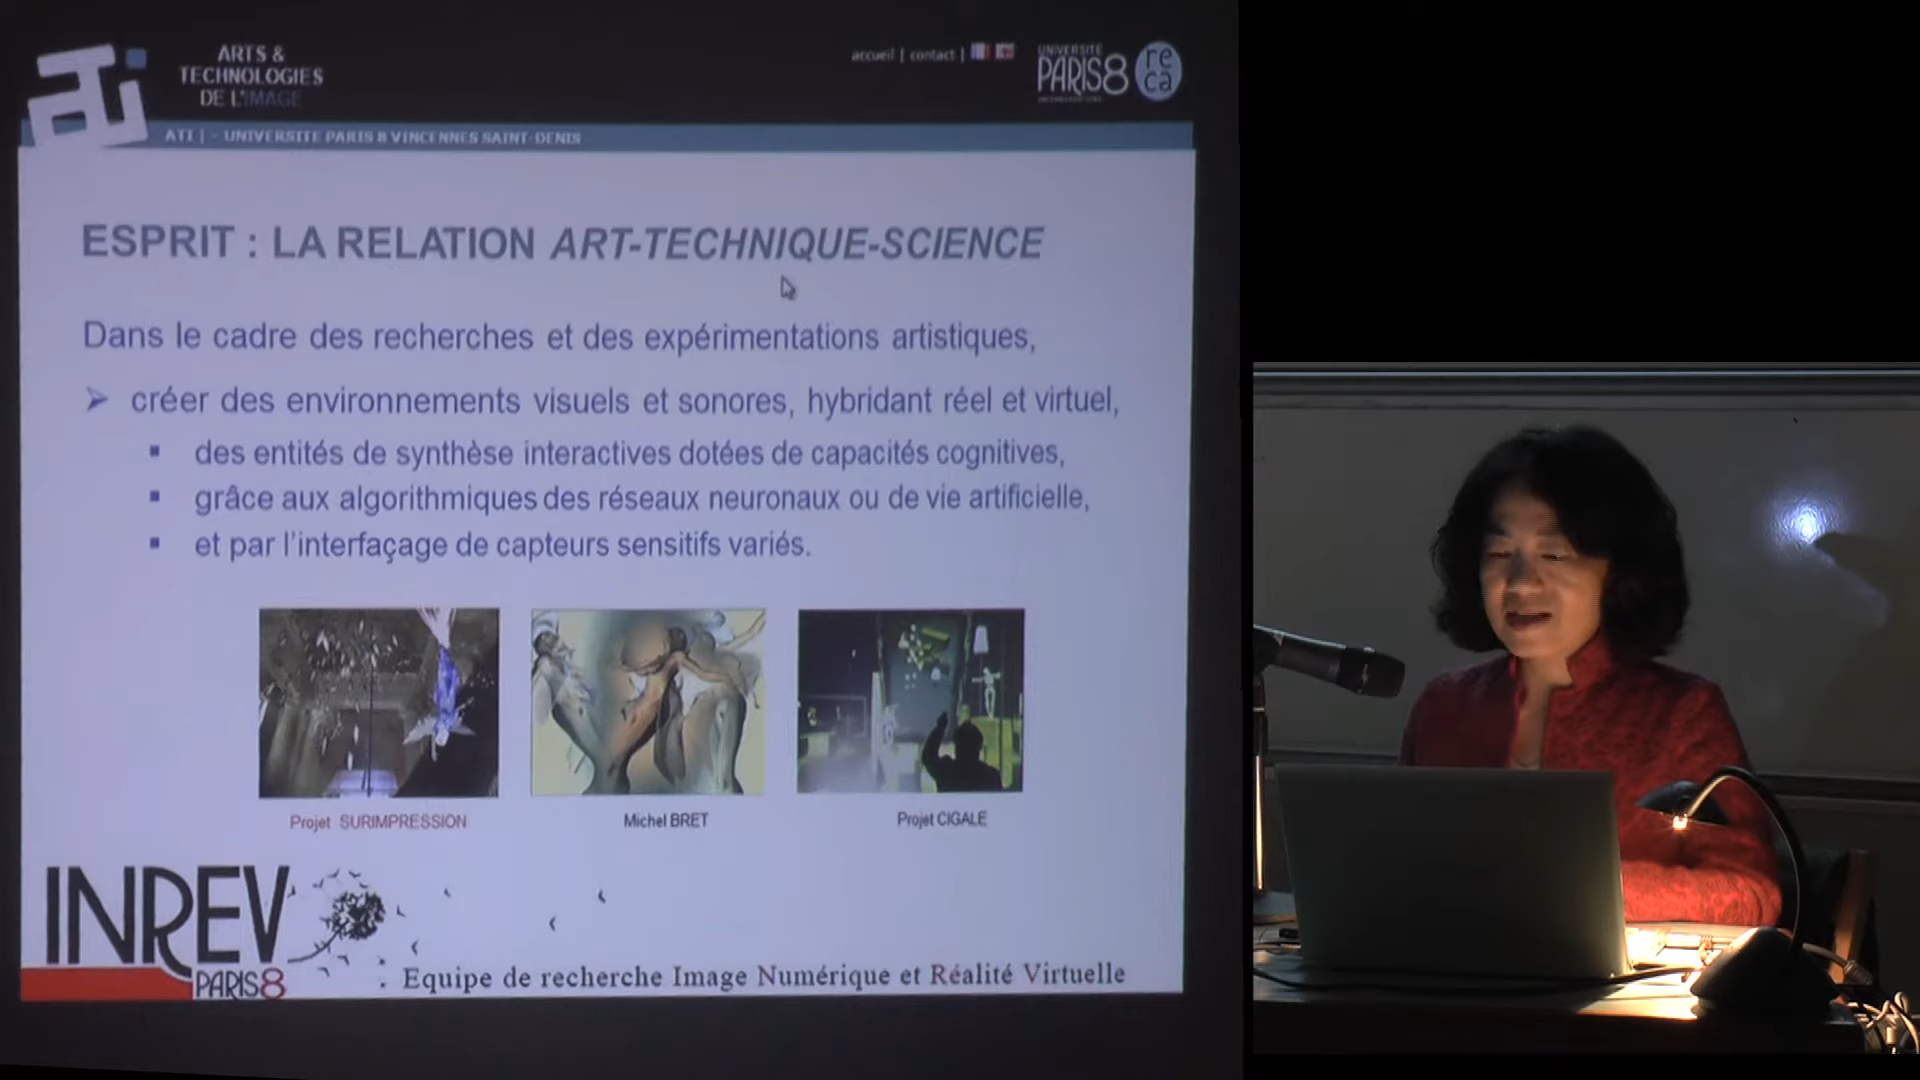 ati
ARTS &
TECHNOLOGIES
DE L'IMAGE
accueil | contact |
UNIVERSITÉ
PARIS8
re
ca
ATI | - UNIVERSITE PARIS 8 VINCENNES SAINT-DENIS
ESPRIT : LA RELATION ART-TECHNIQUE-SCIENCE
Dans le cadre des recherches et des expérimentations artistiques,
➢ créer des environnements visuels et sonores, hybridant réel et virtuel,
▪ des entités de synthèse interactives dotées de capacités cognitives,
▪ grâce aux algorithmiques des réseaux neuronaux ou de vie artificielle,
▪ et par l'interfaçage de capteurs sensitifs variés.
Projet SURIMPRESSION
Michel BRET
Projet CIGALE
INREV
PARIS8
: Equipe de recherche Image Numérique et Réalité Virtuelle